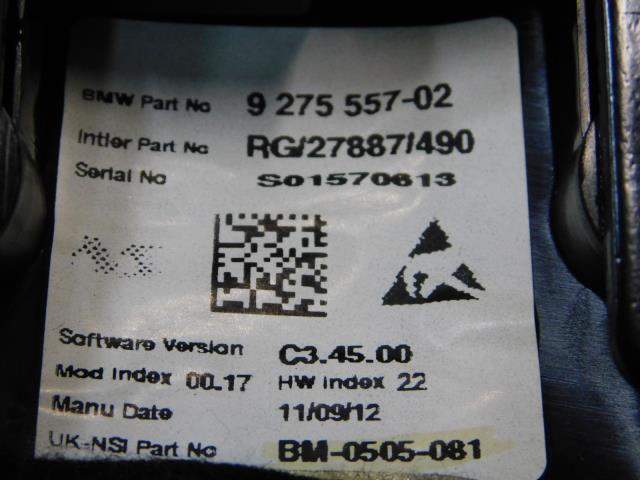 BMW Part No 9 275 557-02
Intier Part No RG/27887/490
Serial No S01570613
Software Version C3.45.00
Mod Index 00.17 HW Index 22
Manu Date 11/09/12
UK-NSI Part No BM-0505-081